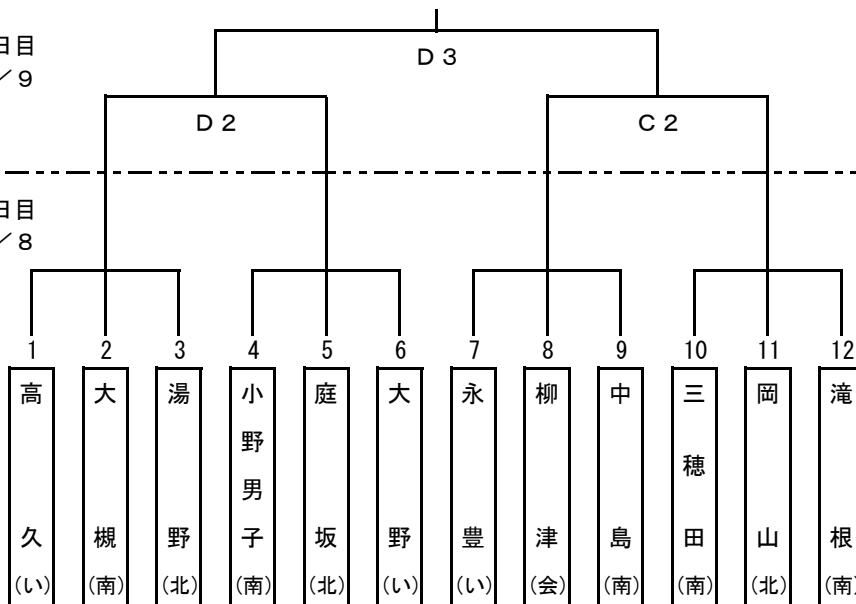 日目
／９
Ｄ３
Ｄ２
Ｃ２
日目
／８
1 2 3 4 5 6 7 8 9 10 11 12
高久(い)
大槻(南)
湯野(北)
小野男子(南)
庭坂(北)
大野(い)
永豊(い)
柳津(会)
中島(南)
三穂田(南)
岡山(北)
滝根(南)